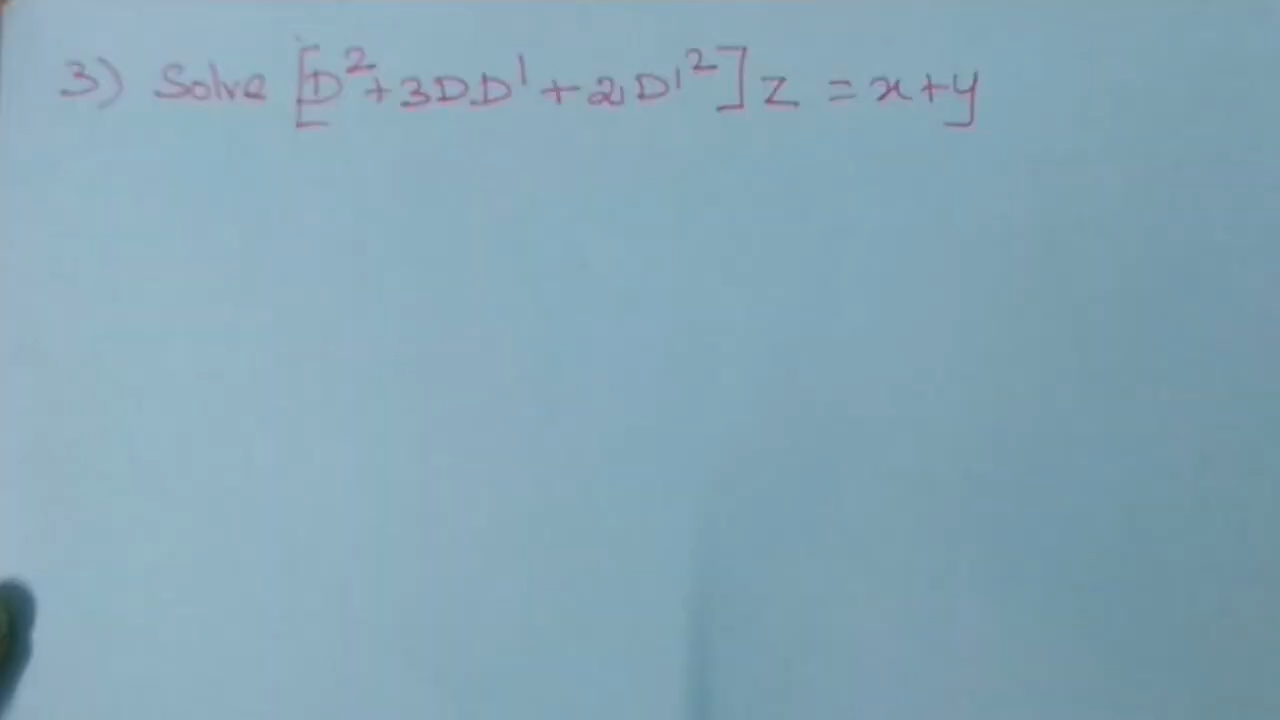 3) Solve [D²+3DD'+2D'²]z = x+y